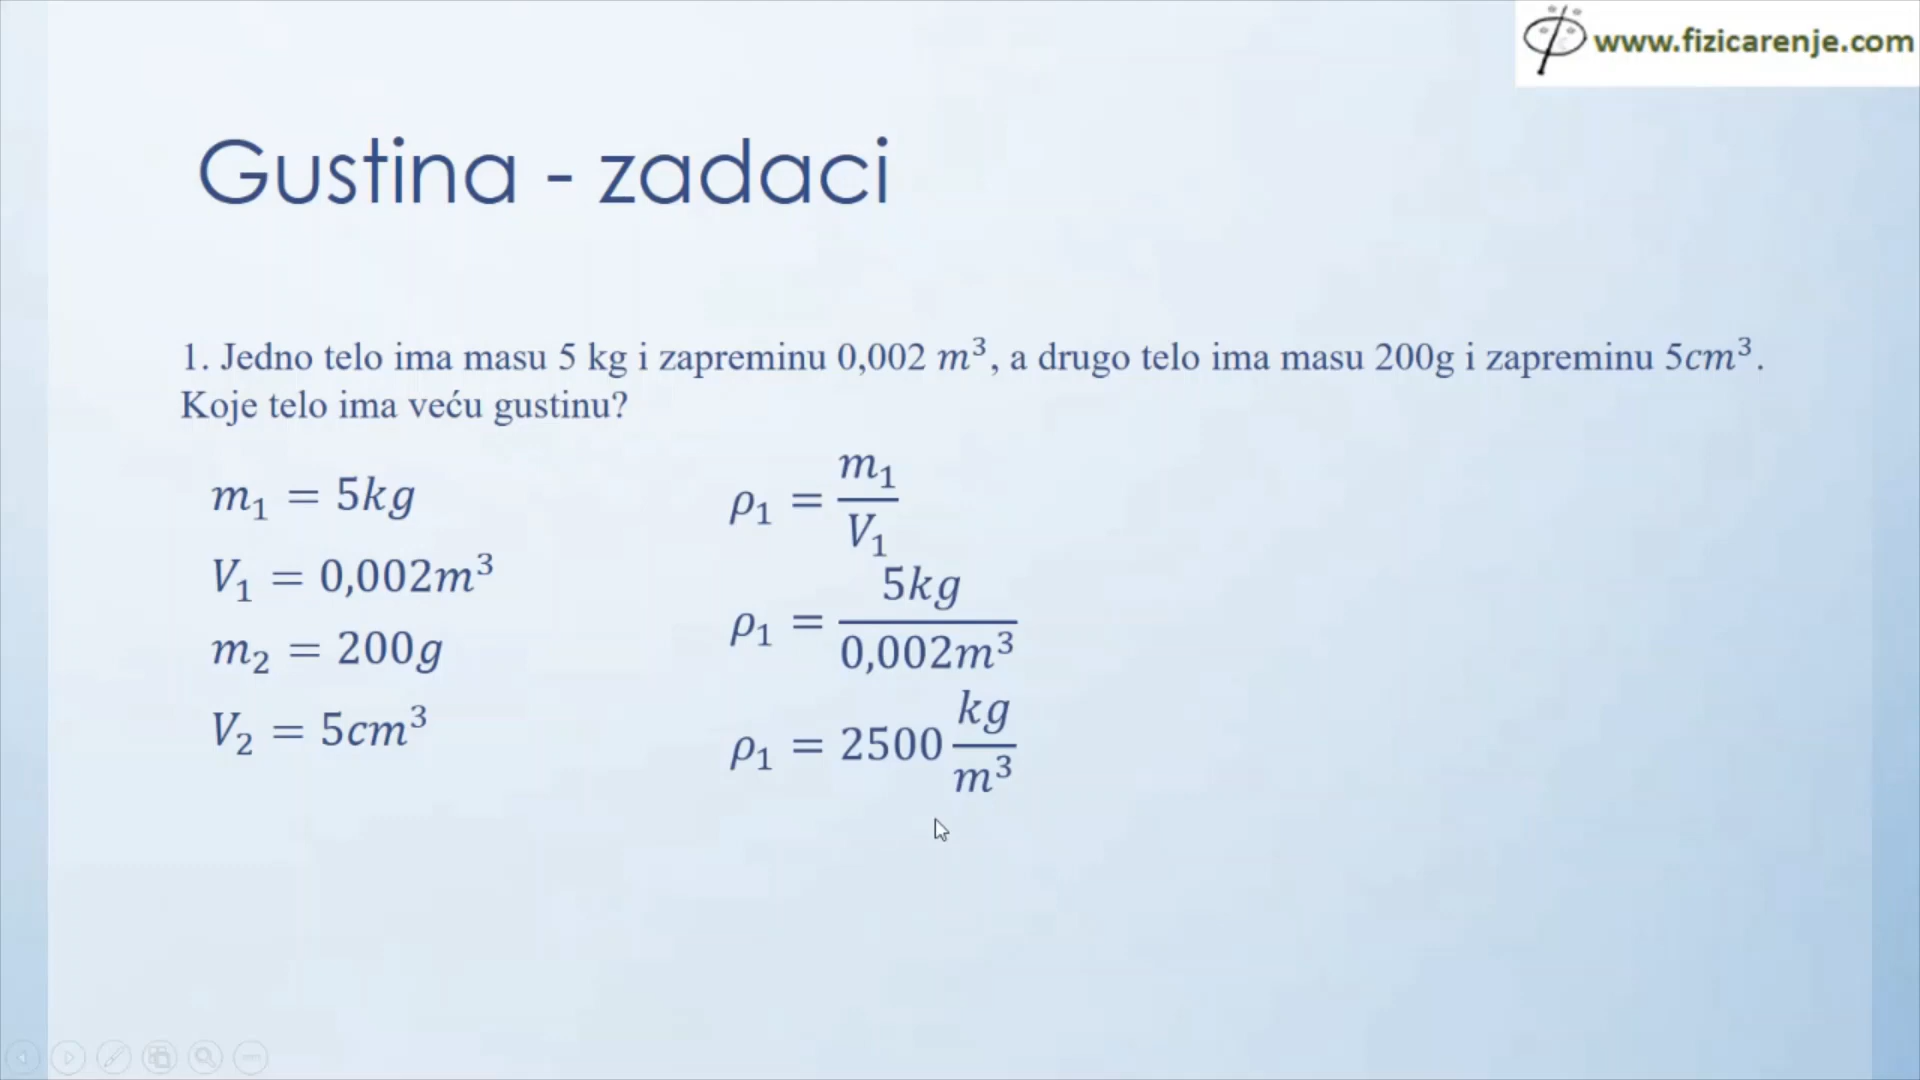 www.fizicarenje.com
Gustina - zadaci
1. Jedno telo ima masu 5 kg i zapreminu 0,002 m³, a drugo telo ima masu 200g i zapreminu 5cm³.
Koje telo ima veću gustinu?
m₁ = 5kg
V₁ = 0,002m³
m₂ = 200g
V₂ = 5cm³
ρ₁ = m₁/V₁
ρ₁ = 5kg/0,002m³
ρ₁ = 2500 kg/m³